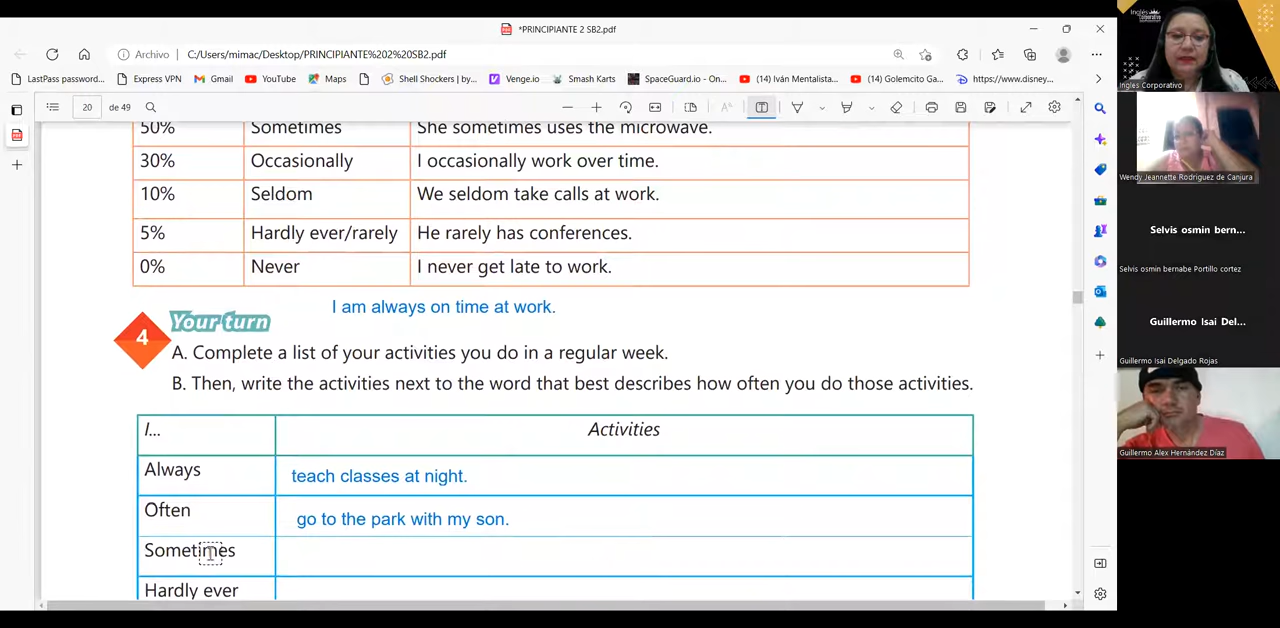 *PRINCIPIANTE 2 SB2.pdf
Archivo
C:/Users/mimac/Desktop/PRINCIPIANTE%202%20SB2.pdf
LastPass password...
Express VPN
Gmail
YouTube
Maps
Shell Shockers | by...
Venge.io
Smash Karts
SpaceGuard.io - On...
(14) Iván Mentalista...
(14) Golemcito Ga...
https://www.disney...
20
de 49
50% Sometimes She sometimes uses the microwave.
30% Occasionally I occasionally work over time.
10% Seldom We seldom take calls at work.
5% Hardly ever/rarely He rarely has conferences.
0% Never I never get late to work.
I am always on time at work.
4
Your turn
A. Complete a list of your activities you do in a regular week.
B. Then, write the activities next to the word that best describes how often you do those activities.
I... Activities
Always teach classes at night.
Often go to the park with my son.
Sometimes
Hardly ever
Inglés
Corporativo
Inglés Corporativo
Wendy Jeannette Rodriguez de Canjura
Selvis osmin bern...
Selvis osmin bernabe Portillo cortez
Guillermo Isai Del...
Guillermo Isai Delgado Rojas
Guillermo Alex Hernández Díaz